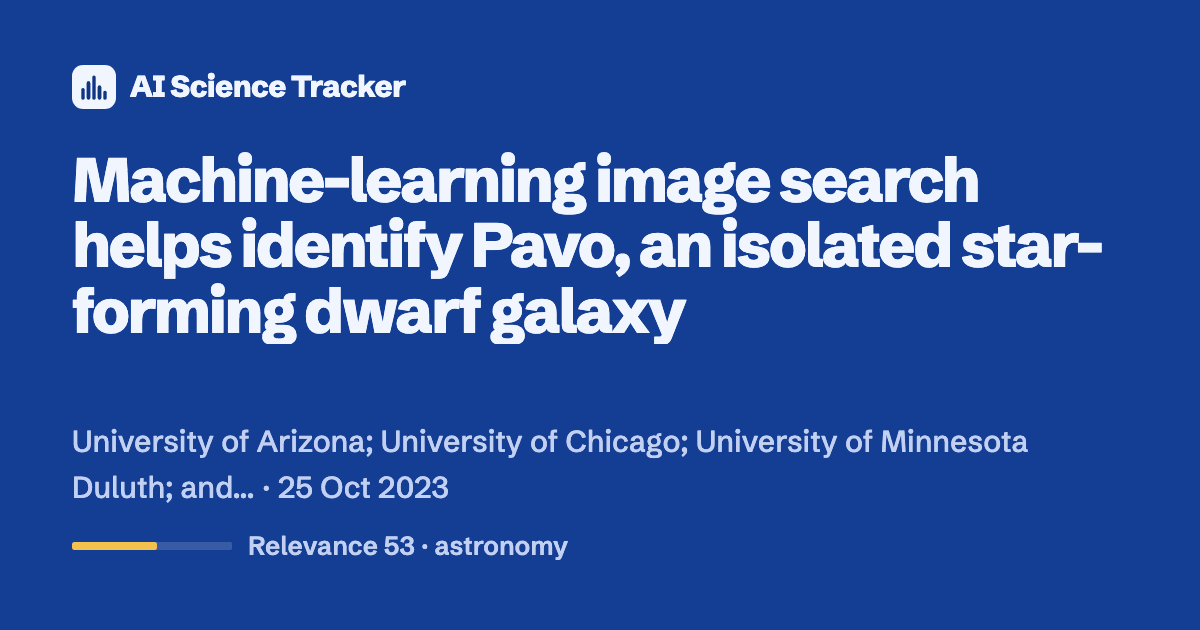 AI Science Tracker
Machine-learning image search
helps identify Pavo, an isolated star-
forming dwarf galaxy
University of Arizona; University of Chicago; University of Minnesota
Duluth; and... · 25 Oct 2023
Relevance 53 · astronomy